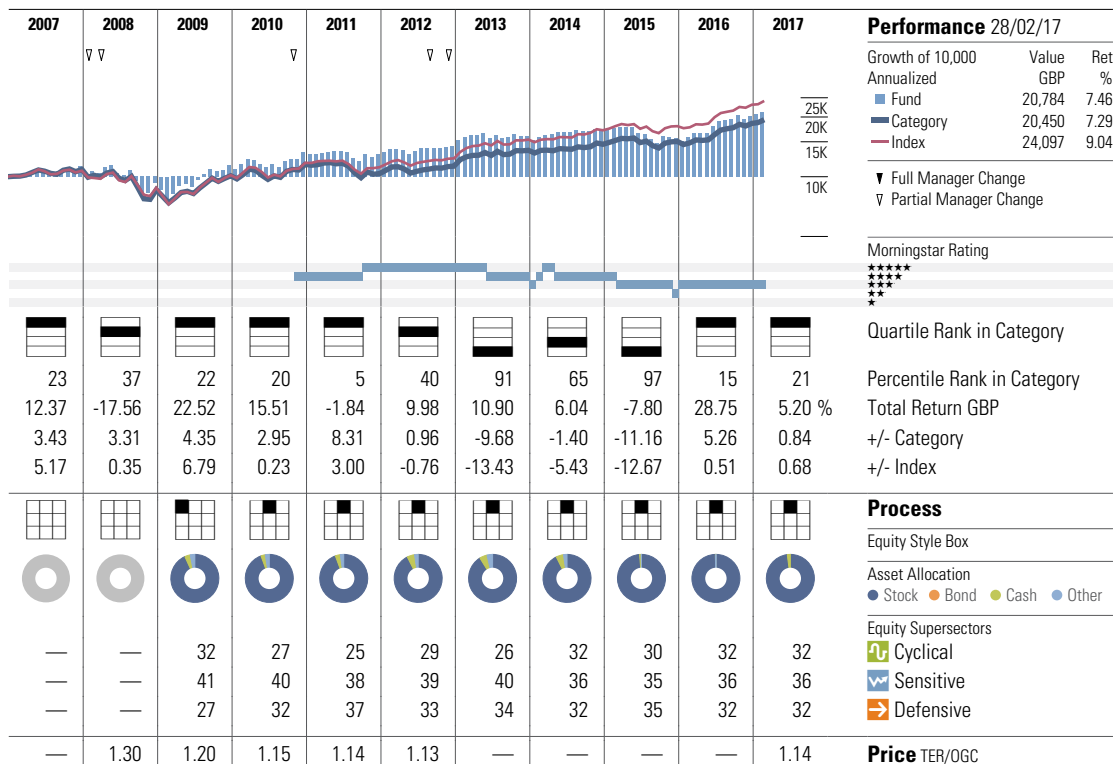 2007 2008 2009 2010 2011 2012 2013 2014 2015 2016 2017 Performance 28/02/17
Growth of 10,000 Value Ret
Annualized GBP %
Fund 20,784 7.46
Category 20,450 7.29
Index 24,097 9.04
25K
20K
15K
10K
▼ Full Manager Change
▽ Partial Manager Change
Morningstar Rating
★★★★★
★★★★
★★★
★★
★
Quartile Rank in Category
23 37 22 20 5 40 91 65 97 15 21 Percentile Rank in Category
12.37 -17.56 22.52 15.51 -1.84 9.98 10.90 6.04 -7.80 28.75 5.20 % Total Return GBP
3.43 3.31 4.35 2.95 8.31 0.96 -9.68 -1.40 -11.16 5.26 0.84 +/- Category
5.17 0.35 6.79 0.23 3.00 -0.76 -13.43 -5.43 -12.67 0.51 0.68 +/- Index
Process
Equity Style Box
Asset Allocation
Stock Bond Cash Other
Equity Supersectors
— — 32 27 25 29 26 32 30 32 32 Cyclical
— — 41 40 38 39 40 36 35 36 36 Sensitive
— — 27 32 37 33 34 32 35 32 32 Defensive
— 1.30 1.20 1.15 1.14 1.13 — — — — 1.14 Price TER/OGC